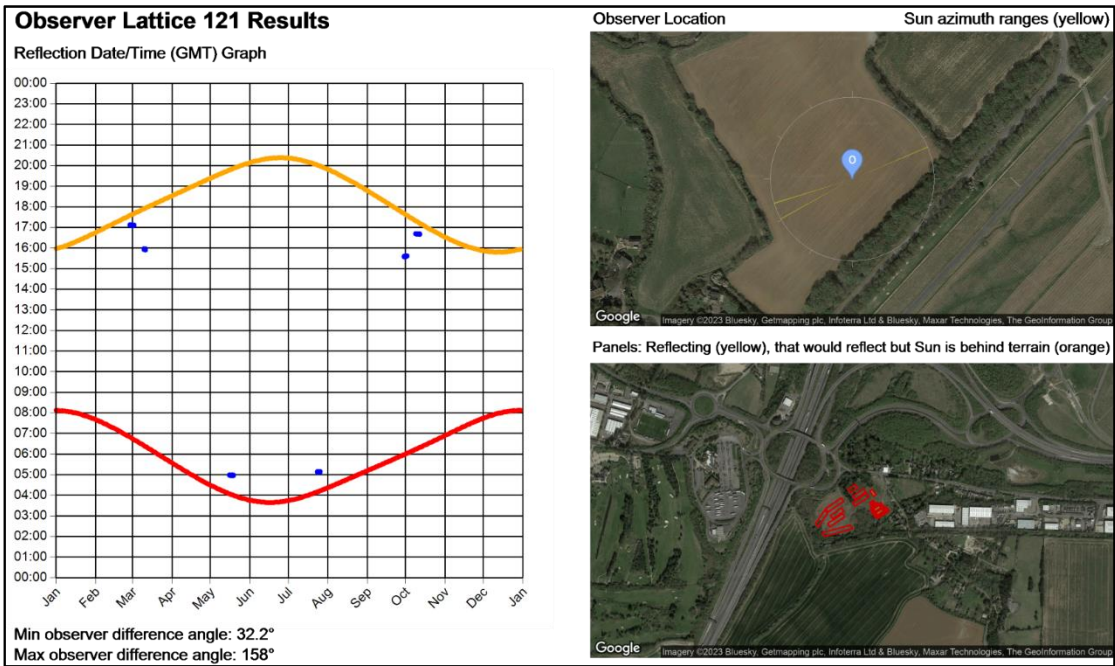 Observer Lattice 121 Results
Reflection Date/Time (GMT) Graph
00:00
23:00
22:00
21:00
20:00
19:00
18:00
17:00
16:00
15:00
14:00
13:00
12:00
11:00
10:00
09:00
08:00
07:00
06:00
05:00
04:00
03:00
02:00
01:00
00:00
Jan Feb Mar Apr May Jun Jul Aug Sep Oct Nov Dec Jan
Min observer difference angle: 32.2°
Max observer difference angle: 158°
Observer Location Sun azimuth ranges (yellow)
O
Google Imagery ©2023 Bluesky, Getmapping plc, Infoterra Ltd & Bluesky, Maxar Technologies, The GeoInformation Group
Panels: Reflecting (yellow), that would reflect but Sun is behind terrain (orange)
Google Imagery ©2023 Bluesky, Getmapping plc, Infoterra Ltd & Bluesky, Maxar Technologies, The GeoInformation Group